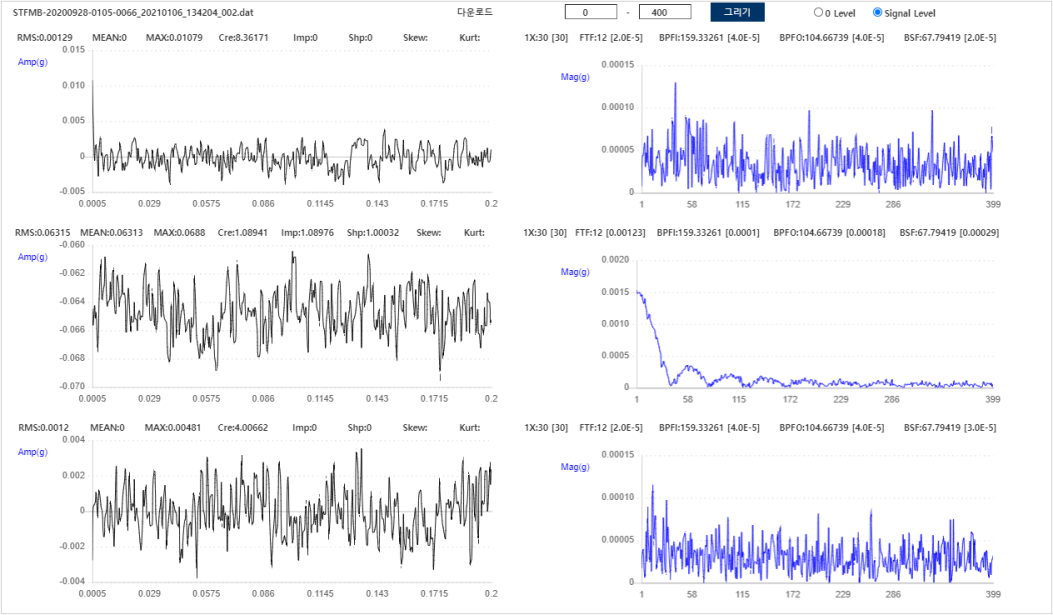 STFMB-20200928-0105-0066_20210106_134204_002.dat 다운로드 0 - 400 그리기 0 Level Signal Level
RMS:0.00129 MEAN:0 MAX:0.01079 Cre:8.36171 Imp:0 Shp:0 Skew: Kurt: 1X:30 [30] FTF:12 [2.0E-5] BPFI:159.33261 [4.0E-5] BPFO:104.66739 [4.0E-5] BSF:67.79419 [2.0E-5]
Amp(g) 0.015 Mag(g) 0.00015
0.010 0.00010
0.005 0.00005
0 0
-0.005
0.0005 0.029 0.0575 0.086 0.1145 0.143 0.1715 0.2 1 58 115 172 229 286 399
RMS:0.06315 MEAN:0.06313 MAX:0.0688 Cre:1.08941 Imp:1.08976 Shp:1.00032 Skew: Kurt: 1X:30 [30] FTF:12 [0.00123] BPFI:159.33261 [0.0001] BPFO:104.66739 [0.00018] BSF:67.79419 [0.00029]
Amp(g) -0.060 Mag(g) 0.0020
-0.062 0.0015
-0.064 0.0010
-0.066 0.0005
-0.068 0
-0.070
0.0005 0.029 0.0575 0.086 0.1145 0.143 0.1715 0.2 1 58 115 172 229 286 399
RMS:0.0012 MEAN:0 MAX:0.00481 Cre:4.00662 Imp:0 Shp:0 Skew: Kurt: 1X:30 [30] FTF:12 [2.0E-5] BPFI:159.33261 [4.0E-5] BPFO:104.66739 [4.0E-5] BSF:67.79419 [3.0E-5]
Amp(g) 0.004 Mag(g) 0.00015
0.002 0.00010
0 0.00005
-0.002 0
-0.004
0.0005 0.029 0.0575 0.086 0.1145 0.143 0.1715 0.2 1 58 115 172 229 286 399